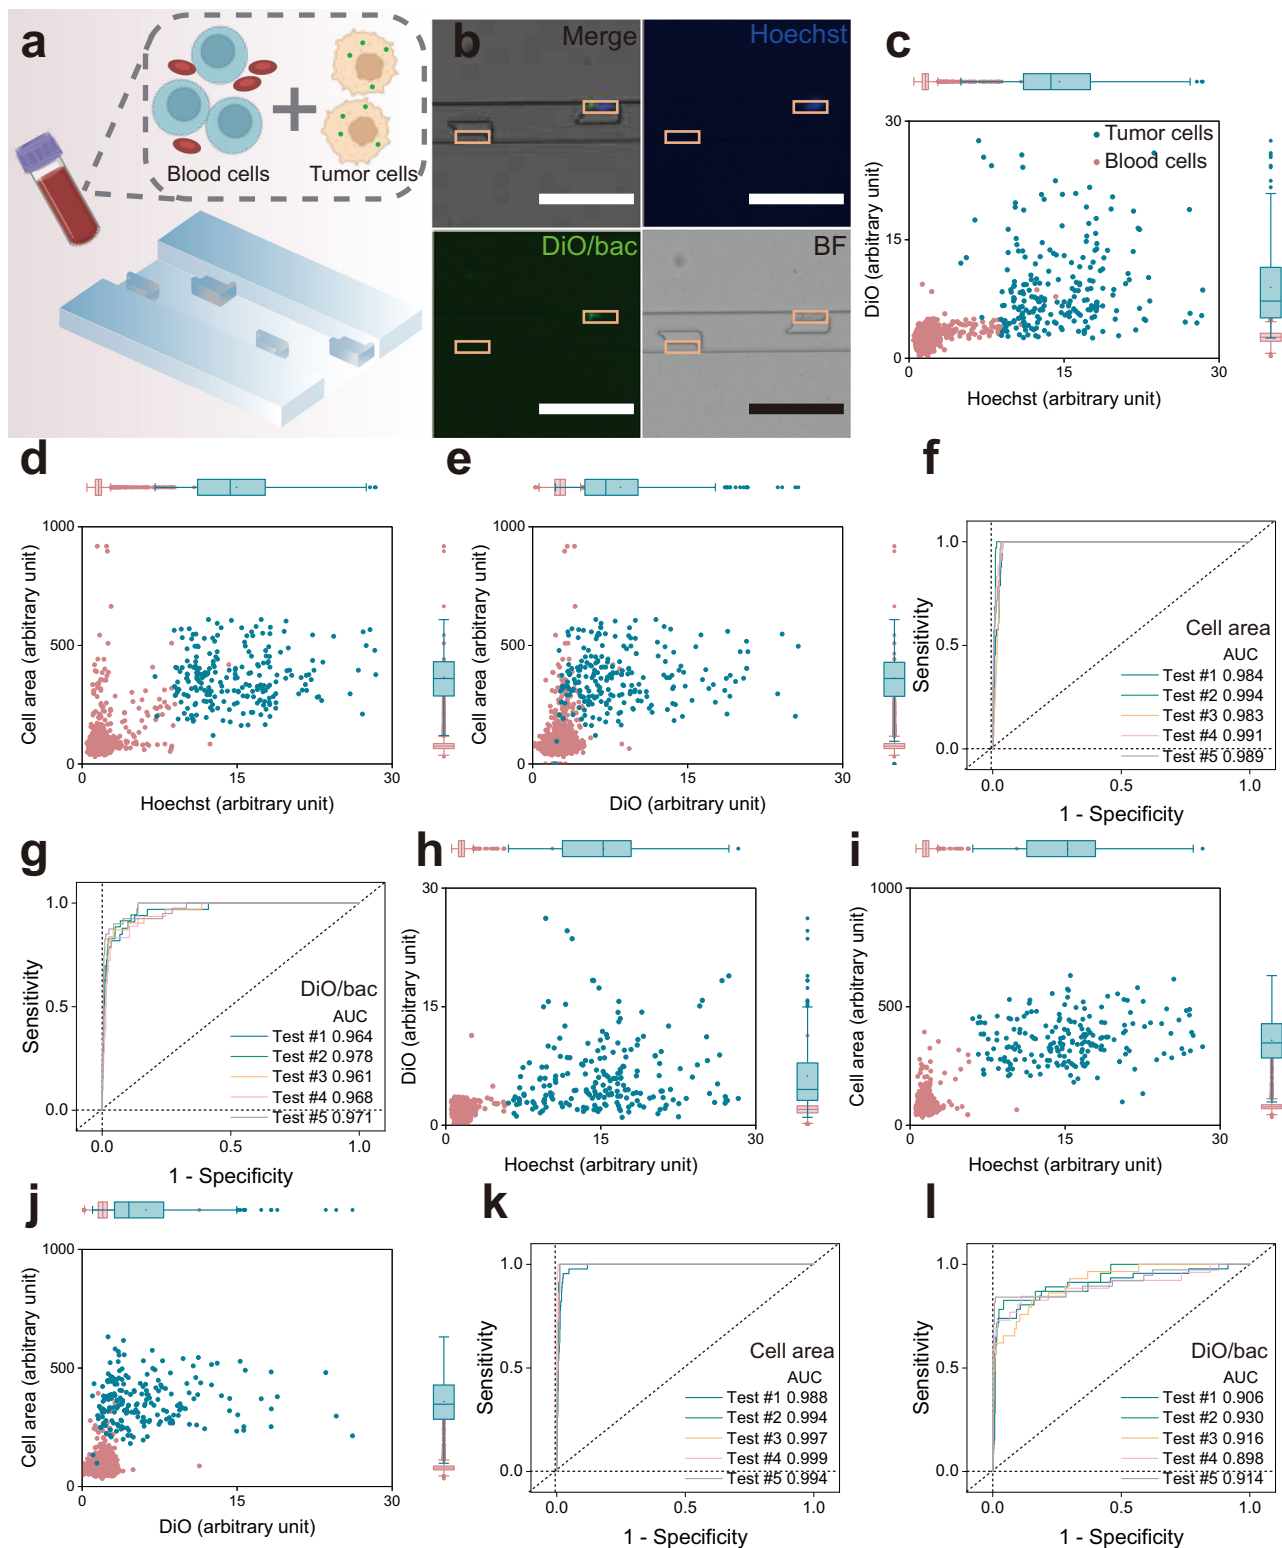 a
Blood cells
Tumor cells
b
Merge
Hoechst
DiO/bac
BF
c
30
15
0
DiO (arbitrary unit)
Tumor cells
Blood cells
0
15
30
Hoechst (arbitrary unit)
d
1000
500
0
Cell area (arbitrary unit)
0
15
30
Hoechst (arbitrary unit)
e
1000
500
0
Cell area (arbitrary unit)
0
15
30
DiO (arbitrary unit)
f
1.0
0.5
0.0
Sensitivity
Cell area
AUC
Test #1 0.984
Test #2 0.994
Test #3 0.983
Test #4 0.991
Test #5 0.989
0.0
0.5
1.0
1 - Specificity
g
1.0
0.5
0.0
Sensitivity
DiO/bac
AUC
Test #1 0.964
Test #2 0.978
Test #3 0.961
Test #4 0.968
Test #5 0.971
0.0
0.5
1.0
1 - Specificity
h
30
15
0
DiO (arbitrary unit)
0
15
30
Hoechst (arbitrary unit)
i
1000
500
0
Cell area (arbitrary unit)
0
15
30
Hoechst (arbitrary unit)
j
1000
500
0
Cell area (arbitrary unit)
0
15
30
DiO (arbitrary unit)
k
1.0
0.5
0.0
Sensitivity
Cell area
AUC
Test #1 0.988
Test #2 0.994
Test #3 0.997
Test #4 0.999
Test #5 0.994
0.0
0.5
1.0
1 - Specificity
l
1.0
0.5
0.0
Sensitivity
DiO/bac
AUC
Test #1 0.906
Test #2 0.930
Test #3 0.916
Test #4 0.898
Test #5 0.914
0.0
0.5
1.0
1 - Specificity